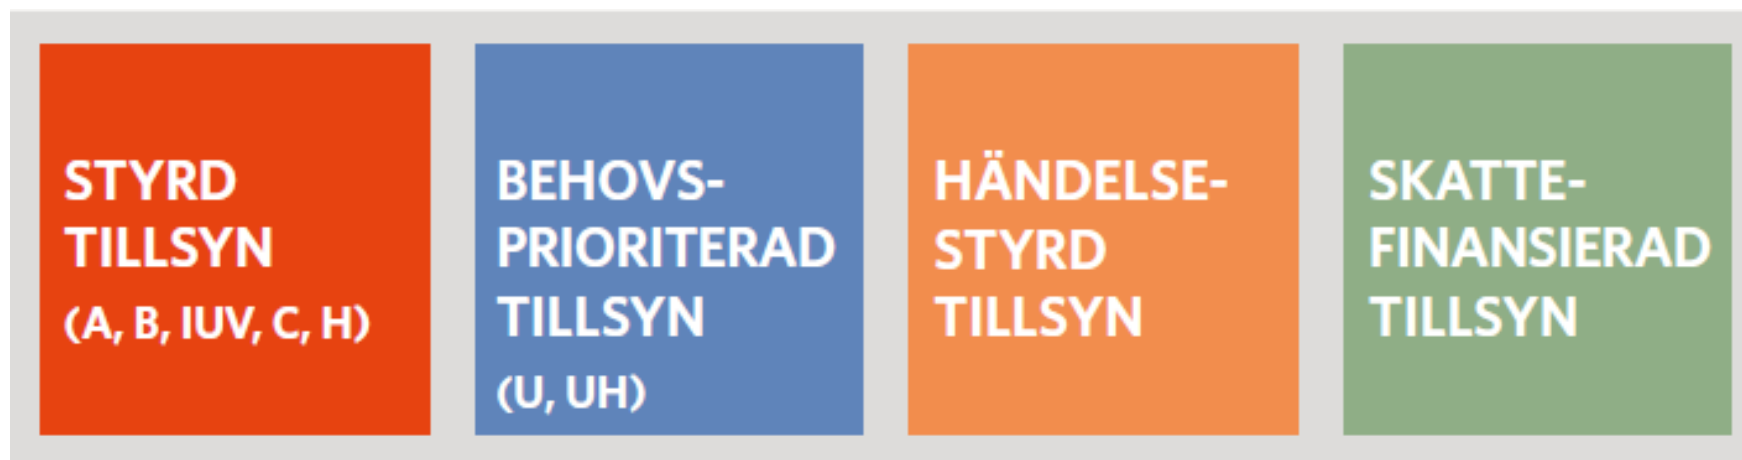 STYRD
TILLSYN
(A, B, IUV, C, H)
BEHOVS-
PRIORITERAD
TILLSYN
(U, UH)
HÄNDELSE-
STYRD
TILLSYN
SKATTE-
FINANSIERAD
TILLSYN